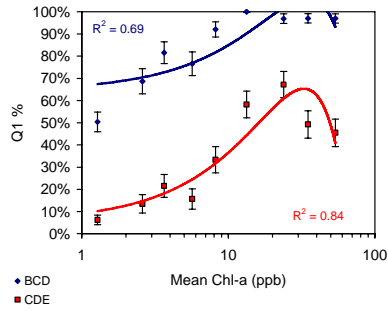 100%
R² = 0.69
90%
80%
70%
60%
50%
40%
30%
20%
10%
0%
Q1 %
R² = 0.84
1
10
100
Mean Chl-a (ppb)
BCD
CDE